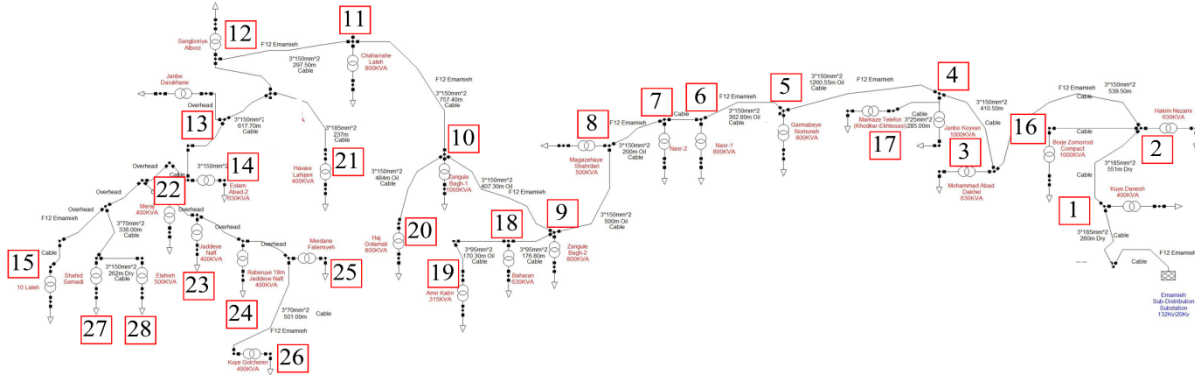 12
Sangboriye
Alborz
F12 Emamieh
3*150mm^2
297.50m
Cable
11
Chaharrahe
Laleh
800KVA
F12 Emamieh
3*150mm^2
757.40m
Cable
Janbe
Darukhane
Overhead
13
3*150mm^2
617.70m
Cable
3*185mm^2
237m
Cable
21
Havaie
Lahijani
400KVA
10
Zangule
Bagh-1
1000KVA
3*150mm^2
484m Oil
Cable
20
Haj
Golemali
800KVA
3*150mm^2
407.30m Oil
F12 Emamieh
Overhead
3*150mm^2
14
Eslam
Abad-2
630KVA
22
400KVA
Overhead
Overhead
F12 Emamieh
Cable
15
10 Laleh
3*70mm^2
338.00m
Cable
Shahid
Samadi
27
3*150mm^2
262m Dry
Cable
Elahieh
500KVA
28
Jaddeye
Naft
400KVA
23
Overhead
Overhead
24
Ruberuye 18m
Jaddeye Naft
400KVA
Merdane
Fatemiyeh
25
3*70mm^2
501.00m
Cable
F12 Emamieh
Kuye Golchenin
400KVA
26
9
Zangule
Bagh-2
800KVA
18
3*95mm^2
176.80m
Cable
Baharan
630KVA
3*95mm^2
170.30m Oil
Cable
19
Amir Kabir
315KVA
3*150mm^2
500m Oil
Cable
8
Magazehaye
Shahrdari
500KVA
F12 Emamieh
3*150mm^2
200m Oil
Cable
7
Cable
Nasr-2
6
Nasr-1
800KVA
F12 Emamieh
3*150mm^2
362.80m Oil
Cable
5
Garmabeye
Nomuneh
800KVA
3*150mm^2
1260.55m Oil
Cable
F12 Emamieh
4
Markaze Telefon
(Khodkar-Ekhtesasi)
17
3*25mm^2
285.00m
Janbe Keyvan
1000KVA
3*150mm^2
410.50m
Cable
3
Mohammad Abad
Dakhel
630KVA
16
Borje Zomorrod
Compact
1000KVA
F12 Emamieh
3*150mm^2
539.50m
Cable
Cable
Hakim Nezami
630KVA
2
3*185mm^2
551m Dry
Cable
1
Kuye Danesh
400KVA
3*185mm^2
260m Dry
Cable
Cable
F12 Emamieh
Emamieh
Sub-Distribution
Substation
132Kv/20Kv